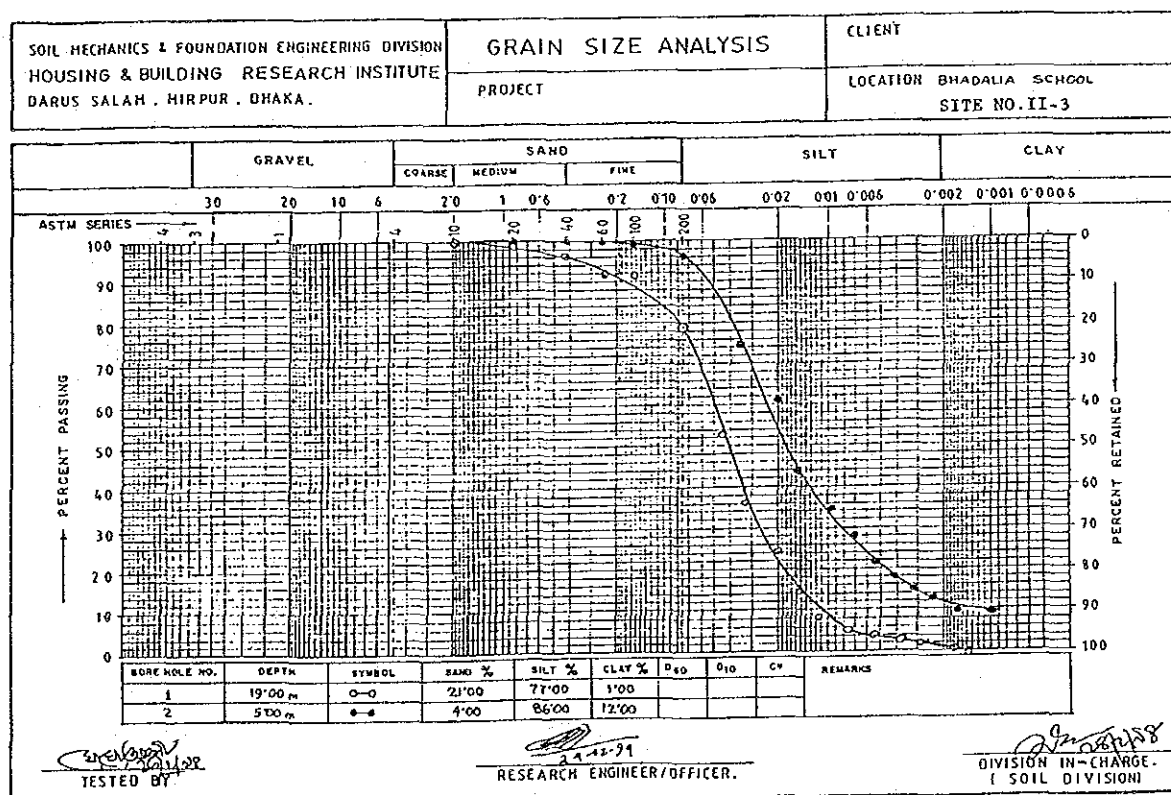 SOIL MECHANICS & FOUNDATION ENGINEERING DIVISION
HOUSING & BUILDING RESEARCH INSTITUTE
DARUS SALAM, MIRPUR, DHAKA.
GRAIN SIZE ANALYSIS
PROJECT
CLIENT
LOCATION BHADALIA SCHOOL
SITE NO. II-3
GRAVEL SAND SILT CLAY
COARSE MEDIUM FINE
30 20 10 6 2.0 1 0.6 0.2 0.10 0.06 0.02 0.01 0.006 0.002 0.001 0.0006
ASTM SERIES 4 3 1 4 10 20 40 60 100 200
100 0
90 10
80 20
70 30
60 40
50 50
40 60
30 70
20 80
10 90
0 100
PERCENT PASSING
PERCENT RETAINED
BORE HOLE NO. DEPTH SYMBOL SAND % SILT % CLAY % D60 D10 Cu REMARKS
1 19.00 m 21.00 77.00 1.00
2 5.00 m 4.00 86.00 12.00
TESTED BY
RESEARCH ENGINEER/OFFICER.
DIVISION IN-CHARGE.
( SOIL DIVISION)